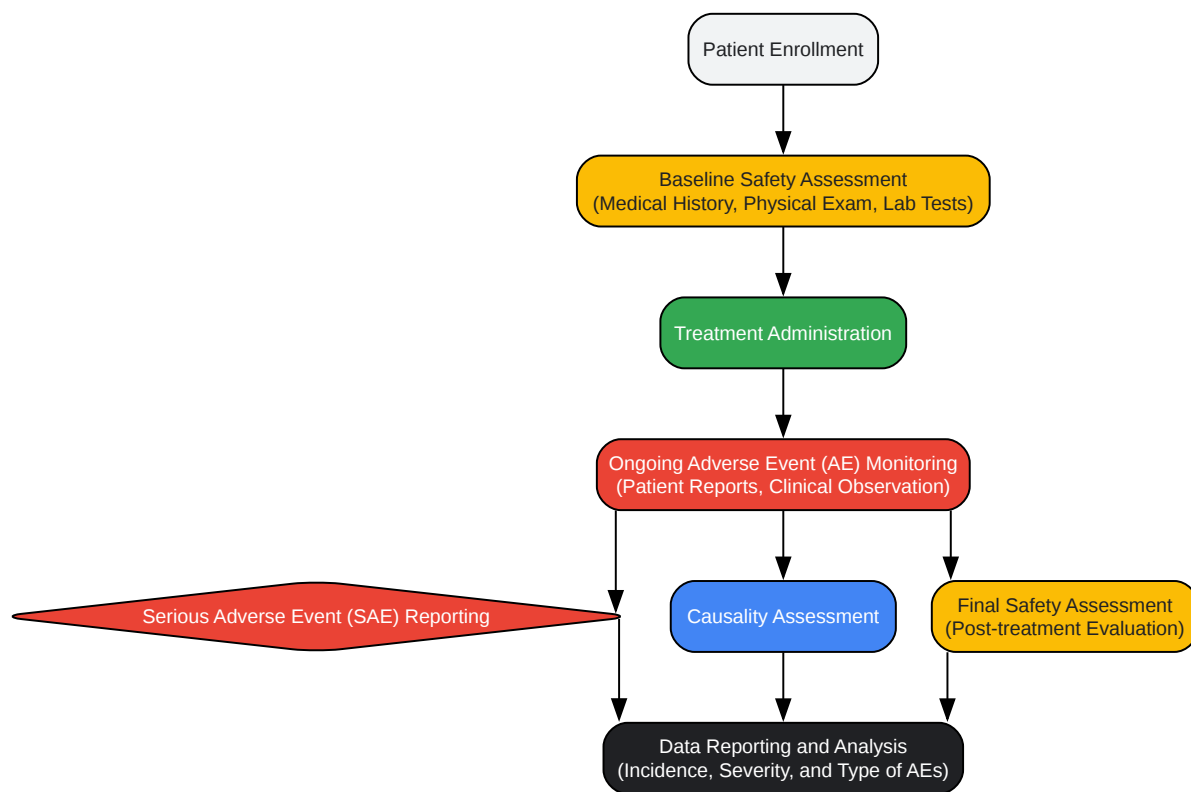 Patient Enrollment
Baseline Safety Assessment
(Medical History, Physical Exam, Lab Tests)
Treatment Administration
Ongoing Adverse Event (AE) Monitoring
(Patient Reports, Clinical Observation)
Serious Adverse Event (SAE) Reporting
Causality Assessment
Final Safety Assessment
(Post-treatment Evaluation)
Data Reporting and Analysis
(Incidence, Severity, and Type of AEs)